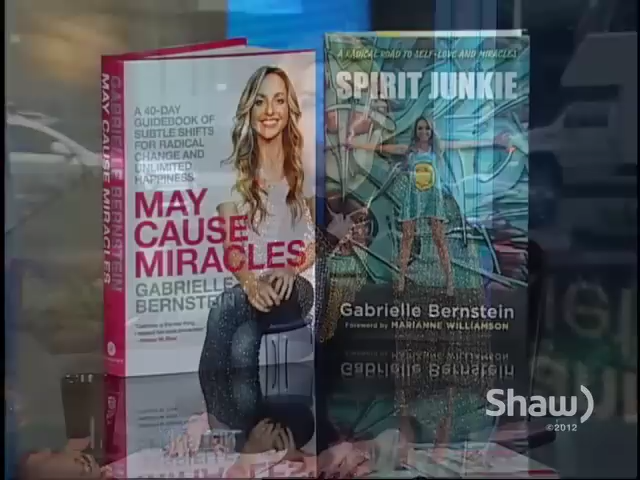 GABRIELLE BERNSTEIN
MAY CAUSE MIRACLES
A 40-DAY
GUIDEBOOK OF
SUBTLE SHIFTS
FOR RADICAL
CHANGE AND
UNLIMITED
HAPPINESS
MAY
CAUSE
MIRACLES
GABRIELLE
BERNSTEIN
A RADICAL ROAD TO SELF-LOVE AND MIRACLES
SPIRIT JUNKIE
Gabrielle Bernstein
Foreword by MARIANNE WILLIAMSON
Shaw)
©2012